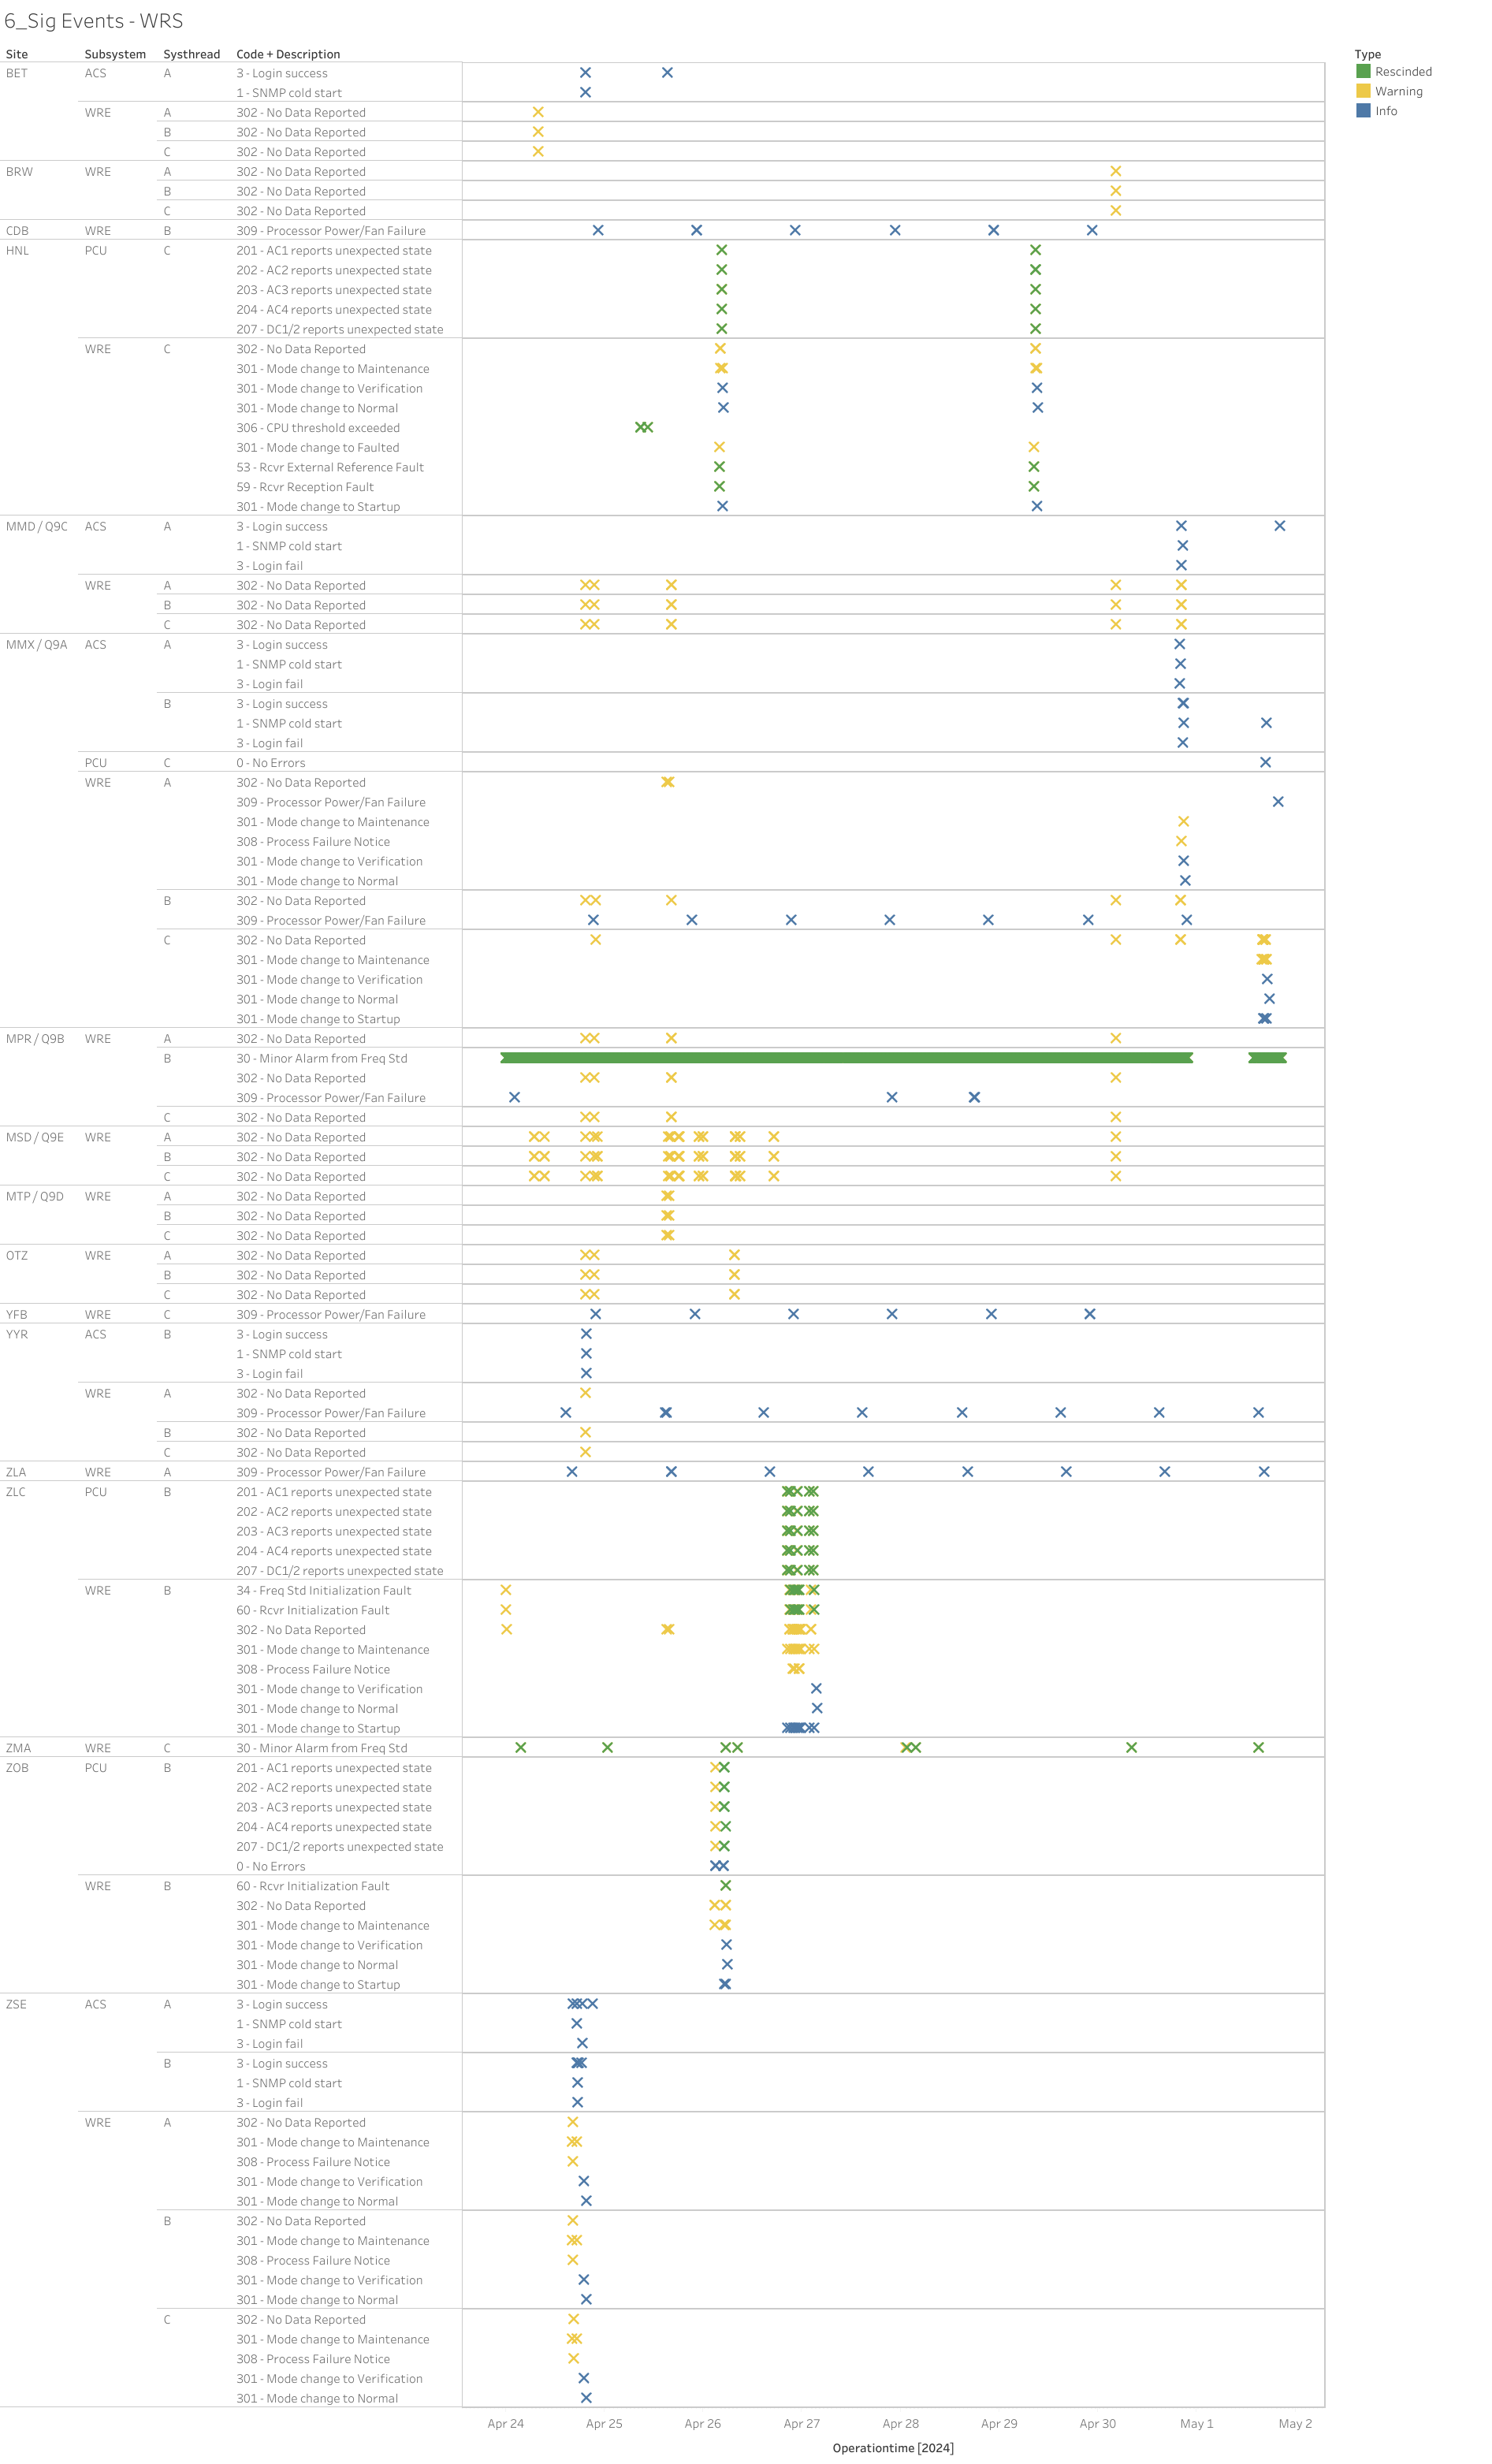 6_Sig Events - WRS
Site Subsystem Systhread Code + Description
Type
BET ACS A 3 - Login success
Rescinded
1 - SNMP cold start
Warning
WRE A 302 - No Data Reported
Info
B 302 - No Data Reported
C 302 - No Data Reported
BRW WRE A 302 - No Data Reported
B 302 - No Data Reported
C 302 - No Data Reported
CDB WRE B 309 - Processor Power/Fan Failure
HNL PCU C 201 - AC1 reports unexpected state
202 - AC2 reports unexpected state
203 - AC3 reports unexpected state
204 - AC4 reports unexpected state
207 - DC1/2 reports unexpected state
WRE C 302 - No Data Reported
301 - Mode change to Maintenance
301 - Mode change to Verification
301 - Mode change to Normal
306 - CPU threshold exceeded
301 - Mode change to Faulted
53 - Rcvr External Reference Fault
59 - Rcvr Reception Fault
301 - Mode change to Startup
MMD / Q9C ACS A 3 - Login success
1 - SNMP cold start
3 - Login fail
WRE A 302 - No Data Reported
B 302 - No Data Reported
C 302 - No Data Reported
MMX / Q9A ACS A 3 - Login success
1 - SNMP cold start
3 - Login fail
B 3 - Login success
1 - SNMP cold start
3 - Login fail
PCU C 0 - No Errors
WRE A 302 - No Data Reported
309 - Processor Power/Fan Failure
301 - Mode change to Maintenance
308 - Process Failure Notice
301 - Mode change to Verification
301 - Mode change to Normal
B 302 - No Data Reported
309 - Processor Power/Fan Failure
C 302 - No Data Reported
301 - Mode change to Maintenance
301 - Mode change to Verification
301 - Mode change to Normal
301 - Mode change to Startup
MPR / Q9B WRE A 302 - No Data Reported
B 30 - Minor Alarm from Freq Std
302 - No Data Reported
309 - Processor Power/Fan Failure
C 302 - No Data Reported
MSD / Q9E WRE A 302 - No Data Reported
B 302 - No Data Reported
C 302 - No Data Reported
MTP / Q9D WRE A 302 - No Data Reported
B 302 - No Data Reported
C 302 - No Data Reported
OTZ WRE A 302 - No Data Reported
B 302 - No Data Reported
C 302 - No Data Reported
YFB WRE C 309 - Processor Power/Fan Failure
YYR ACS B 3 - Login success
1 - SNMP cold start
3 - Login fail
WRE A 302 - No Data Reported
309 - Processor Power/Fan Failure
B 302 - No Data Reported
C 302 - No Data Reported
ZLA WRE A 309 - Processor Power/Fan Failure
ZLC PCU B 201 - AC1 reports unexpected state
202 - AC2 reports unexpected state
203 - AC3 reports unexpected state
204 - AC4 reports unexpected state
207 - DC1/2 reports unexpected state
WRE B 34 - Freq Std Initialization Fault
60 - Rcvr Initialization Fault
302 - No Data Reported
301 - Mode change to Maintenance
308 - Process Failure Notice
301 - Mode change to Verification
301 - Mode change to Normal
301 - Mode change to Startup
ZMA WRE C 30 - Minor Alarm from Freq Std
ZOB PCU B 201 - AC1 reports unexpected state
202 - AC2 reports unexpected state
203 - AC3 reports unexpected state
204 - AC4 reports unexpected state
207 - DC1/2 reports unexpected state
0 - No Errors
WRE B 60 - Rcvr Initialization Fault
302 - No Data Reported
301 - Mode change to Maintenance
301 - Mode change to Verification
301 - Mode change to Normal
301 - Mode change to Startup
ZSE ACS A 3 - Login success
1 - SNMP cold start
3 - Login fail
B 3 - Login success
1 - SNMP cold start
3 - Login fail
WRE A 302 - No Data Reported
301 - Mode change to Maintenance
308 - Process Failure Notice
301 - Mode change to Verification
301 - Mode change to Normal
B 302 - No Data Reported
301 - Mode change to Maintenance
308 - Process Failure Notice
301 - Mode change to Verification
301 - Mode change to Normal
C 302 - No Data Reported
301 - Mode change to Maintenance
308 - Process Failure Notice
301 - Mode change to Verification
301 - Mode change to Normal
Apr 24 Apr 25 Apr 26 Apr 27 Apr 28 Apr 29 Apr 30 May 1 May 2
Operationtime [2024]